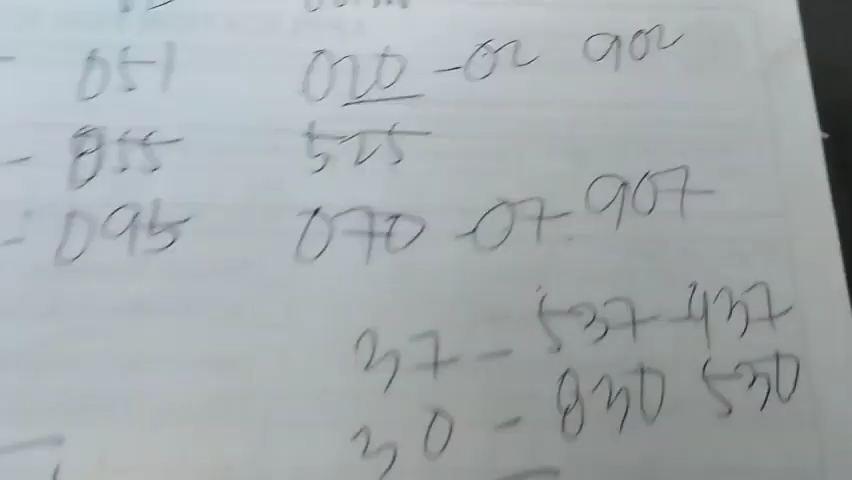 - 051 020 - 02 902
- 855 525
- 095 070 - 07 907
37 - 537 437
30 - 830 530